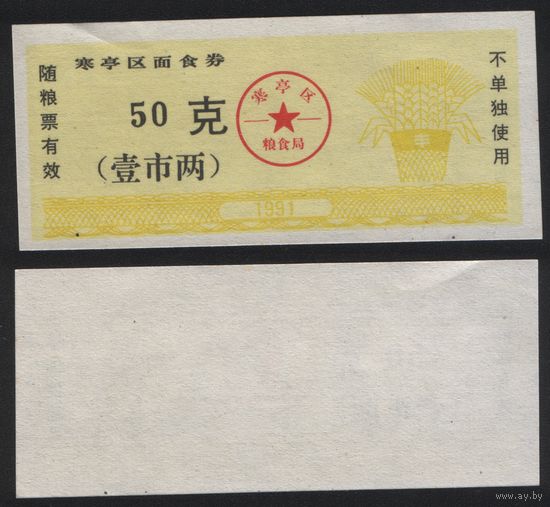 寒亭区面食券
随粮票有效
50 克
(壹市两)
寒亭区
粮食局
丰
不单独使用
1991
www.ay.by